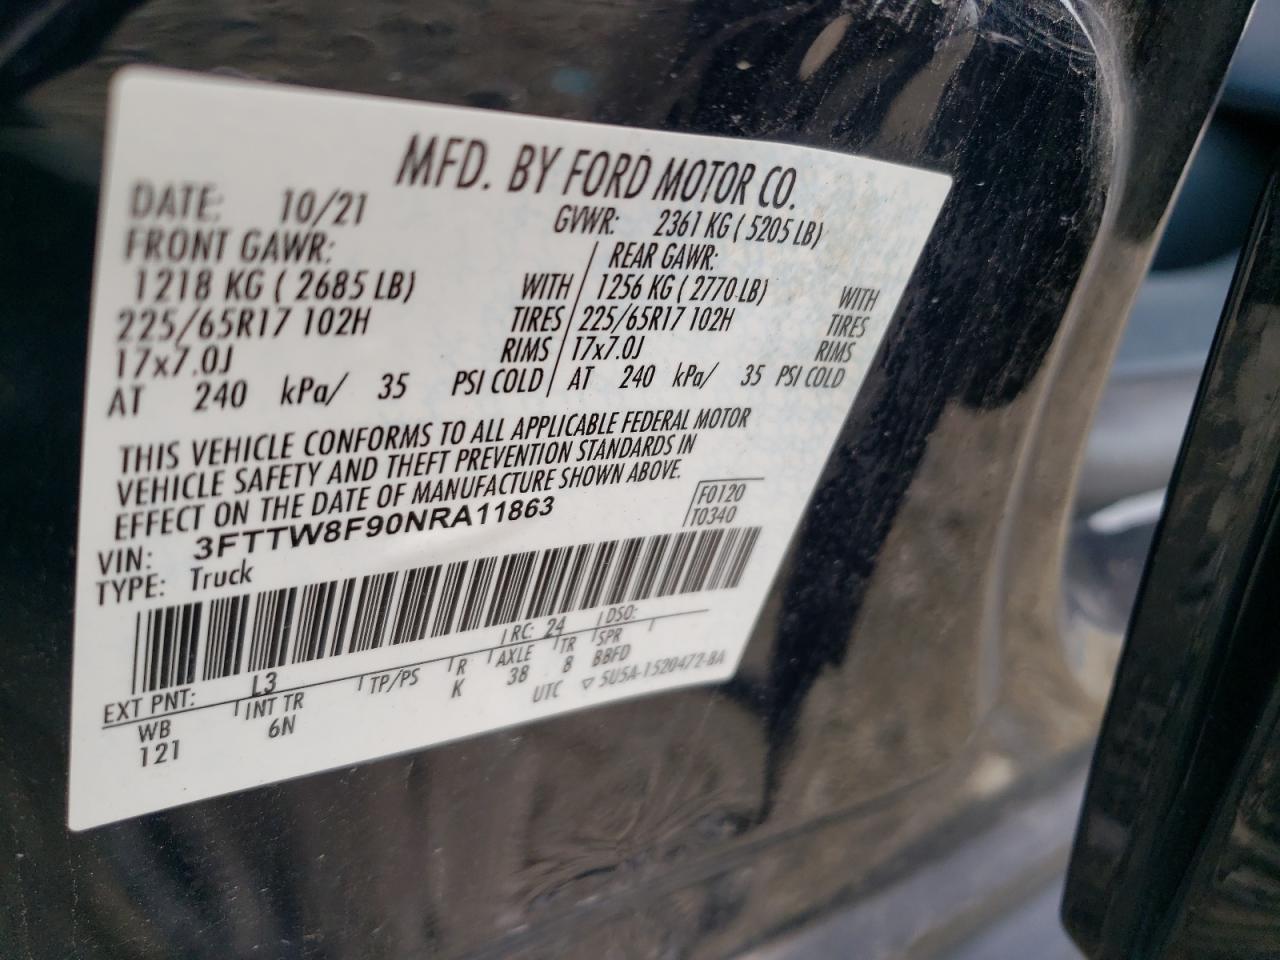 MFD. BY FORD MOTOR CO.
DATE: 10/21 GVWR: 2361 KG ( 5205 LB)
FRONT GAWR: REAR GAWR:
1218 KG ( 2685 LB) WITH 1256 KG ( 2770 LB) WITH
225/65R17 102H TIRES 225/65R17 102H TIRES
17x7.0J RIMS 17x7.0J RIMS
AT 240 kPa/ 35 PSI COLD AT 240 kPa/ 35 PSI COLD
THIS VEHICLE CONFORMS TO ALL APPLICABLE FEDERAL MOTOR
VEHICLE SAFETY AND THEFT PREVENTION STANDARDS IN
EFFECT ON THE DATE OF MANUFACTURE SHOWN ABOVE.
VIN: 3FTTW8F90NRA11863 F0120
TYPE: Truck T0340
EXT PNT: L3 RC: 24 DSO:
WB INT TR TP/PS R AXLE TR SPR
121 6N K 38 8 BBFD
UTC ▽ 5U5A-1520472-BA